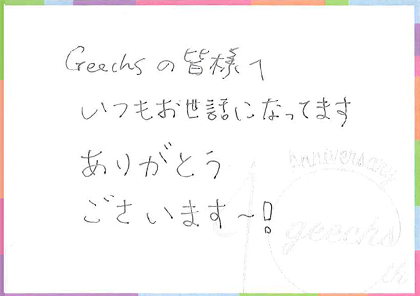 Geechsの皆様へ
いつもお世話になってます
ありがとう
ございます～!
Anniversary
10
geechs
th